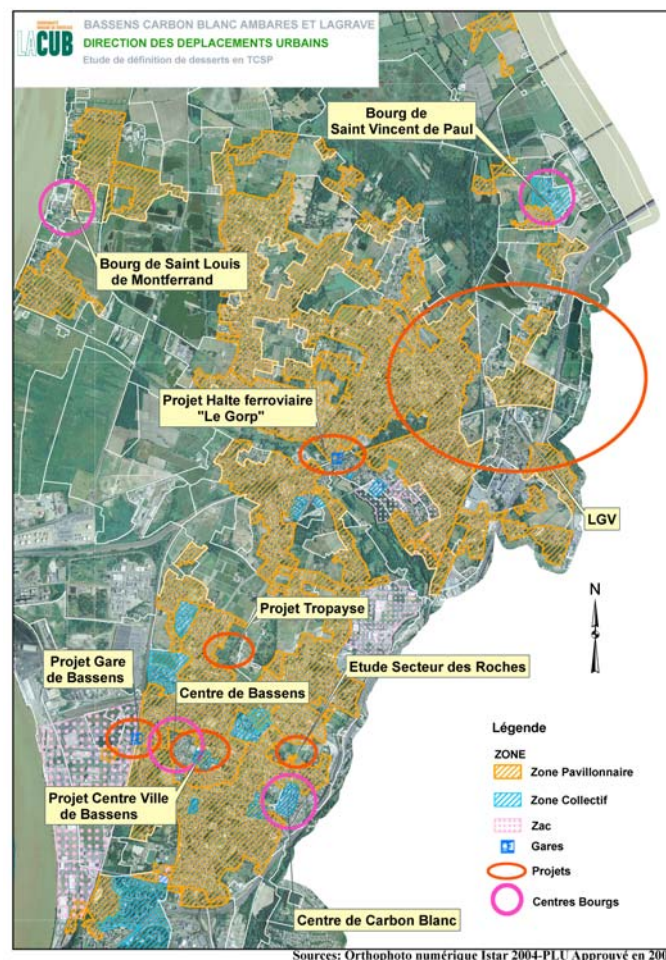 LACUB
BASSENS CARBON BLANC AMBARES ET LAGRAVE
DIRECTION DES DEPLACEMENTS URBAINS
Etude de définition de desserts en TCSP
Bourg de
Saint Vincent de Paul
Bourg de Saint Louis
de Montferrand
Projet Halte ferroviaire
"Le Gorp"
LGV
N
Projet Tropayse
Projet Gare
de Bassens
Etude Secteur des Roches
Centre de Bassens
Projet Centre Ville
de Bassens
Centre de Carbon Blanc
Légende
ZONE
Zone Pavillonnaire
Zone Collectif
Zac
Gares
Projets
Centres Bourgs
Sources: Orthophoto numérique Istar 2004-PLU Approuvé en 200